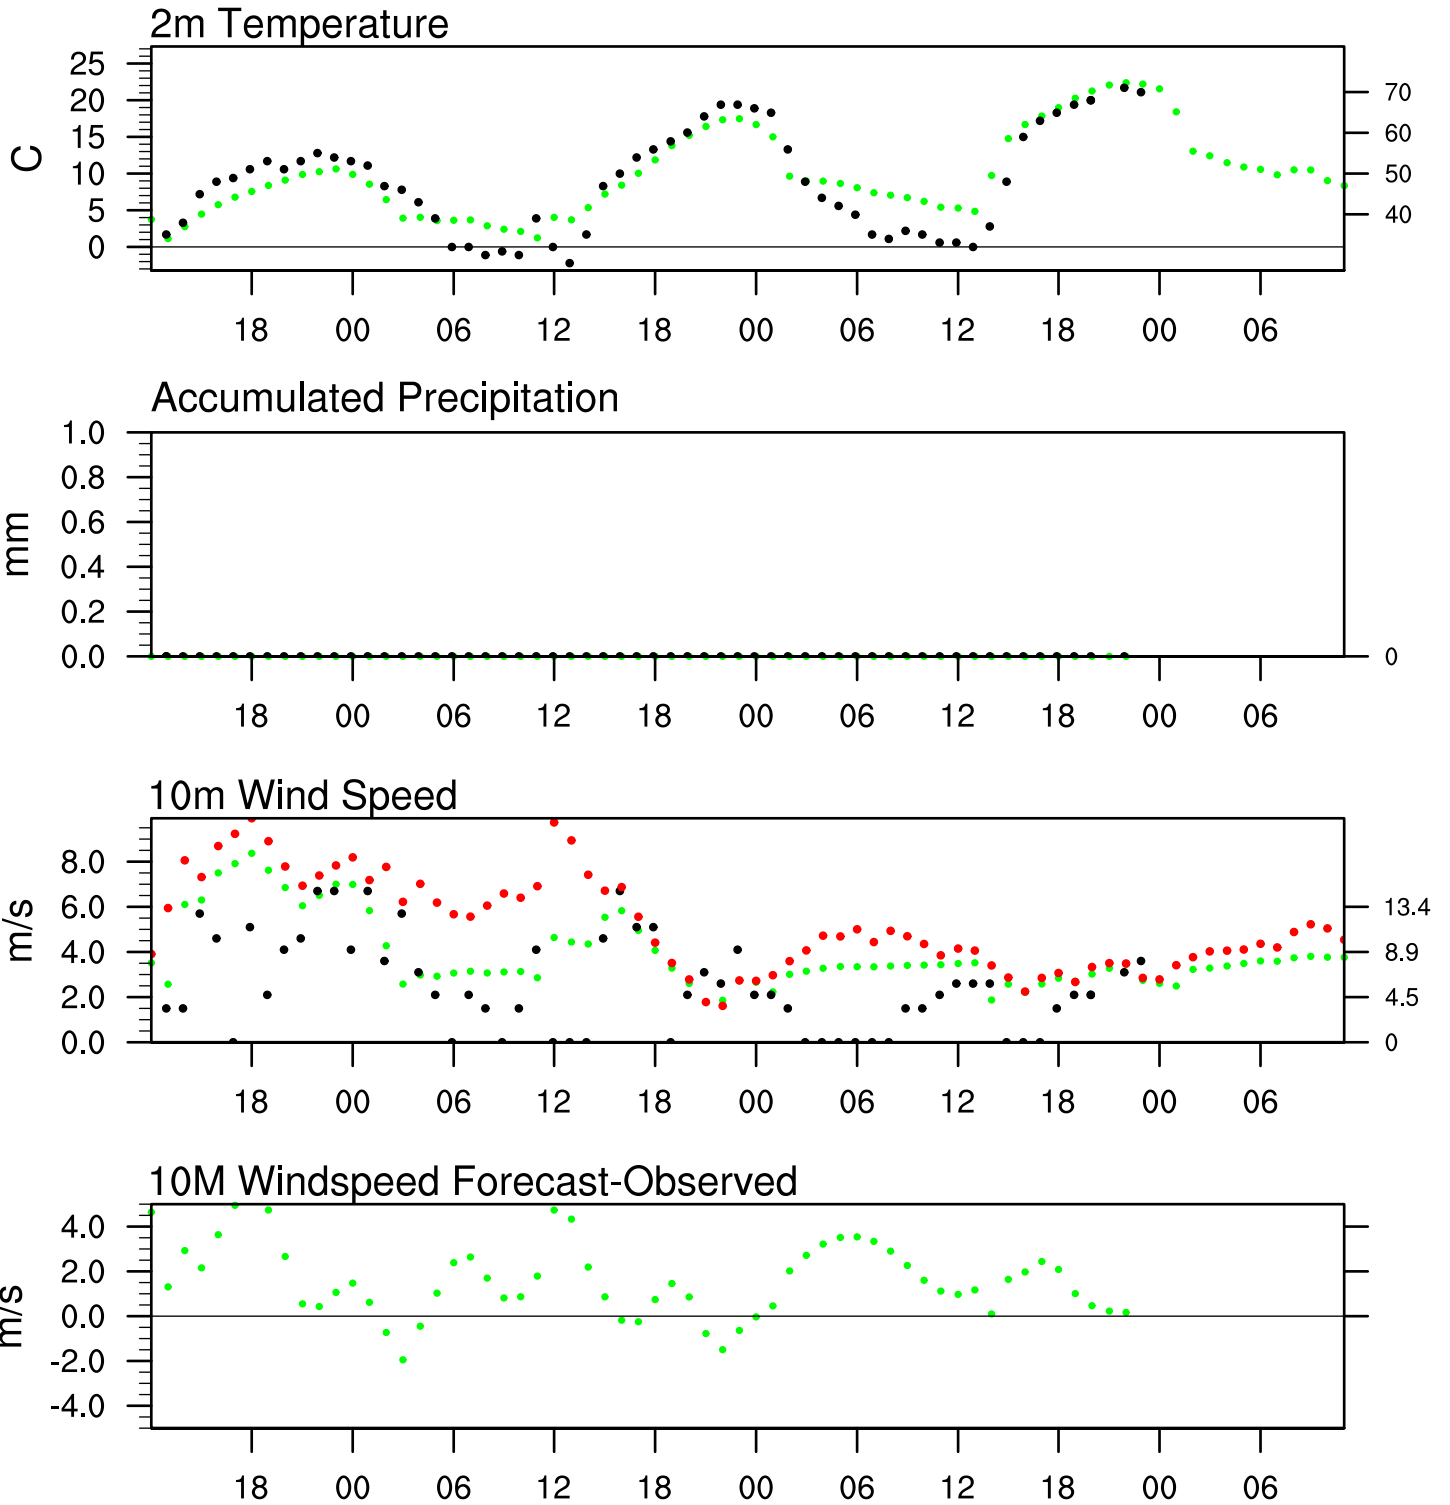 2m Temperature
25
20
15
10
5
0
C
70
60
50
40
18 00 06 12 18 00 06 12 18 00 06
Accumulated Precipitation
1.0
0.8
0.6
0.4
0.2
0.0
mm
0
18 00 06 12 18 00 06 12 18 00 06
10m Wind Speed
8.0
6.0
4.0
2.0
0.0
m/s
13.4
8.9
4.5
0
18 00 06 12 18 00 06 12 18 00 06
10M Windspeed Forecast-Observed
4.0
2.0
0.0
-2.0
-4.0
m/s
18 00 06 12 18 00 06 12 18 00 06